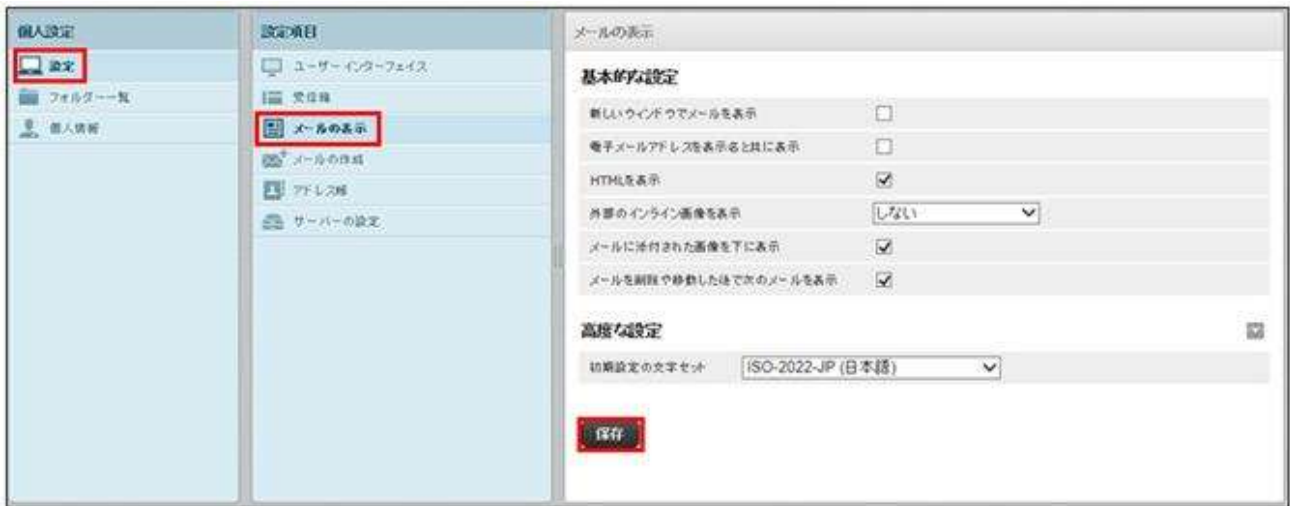 個人設定
設定
フォルダー一覧
個人情報
設定項目
ユーザーインターフェイス
受信箱
メールの表示
メールの作成
アドレス帳
サーバーの設定
メールの表示
基本的な設定
新しいウィンドウでメールを表示
電子メールアドレスを表示名と共に表示
HTMLを表示
外部のインライン画像を表示 しない
メールに添付された画像を下に表示
メールを削除や移動した後で次のメールを表示
高度な設定
初期設定の文字セット ISO-2022-JP (日本語)
保存